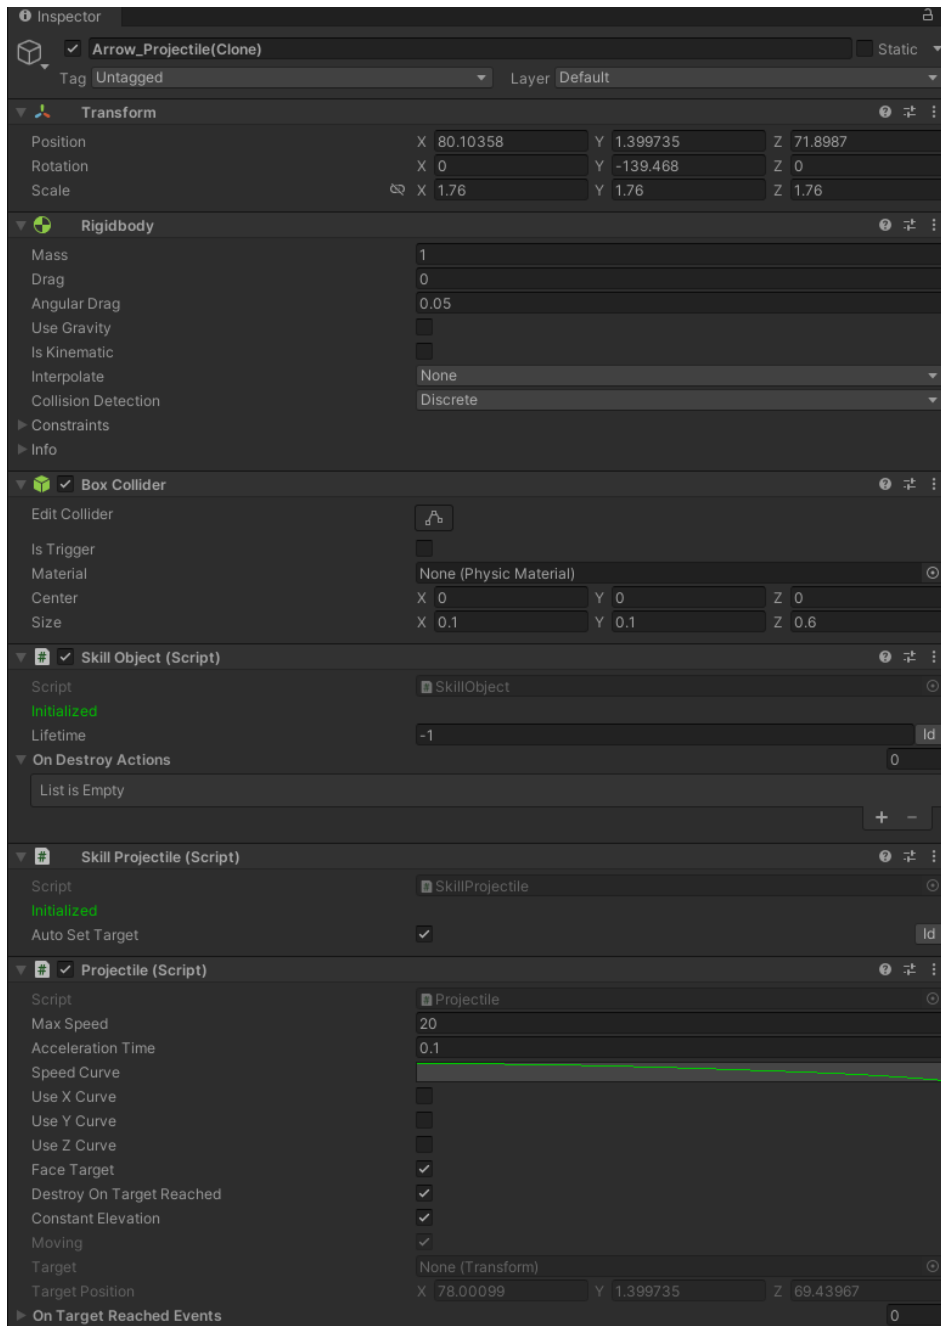 Inspector
Arrow_Projectile(Clone) Static
Tag Untagged Layer Default
Transform
Position X 80.10358 Y 1.399735 Z 71.8987
Rotation X 0 Y -139.468 Z 0
Scale X 1.76 Y 1.76 Z 1.76
Rigidbody
Mass 1
Drag 0
Angular Drag 0.05
Use Gravity
Is Kinematic
Interpolate None
Collision Detection Discrete
Constraints
Info
Box Collider
Edit Collider
Is Trigger
Material None (Physic Material)
Center X 0 Y 0 Z 0
Size X 0.1 Y 0.1 Z 0.6
# Skill Object (Script)
Script SkillObject
Initialized
Lifetime -1 Id
On Destroy Actions 0
List is Empty
+ −
# Skill Projectile (Script)
Script SkillProjectile
Initialized
Auto Set Target Id
# Projectile (Script)
Script Projectile
Max Speed 20
Acceleration Time 0.1
Speed Curve
Use X Curve
Use Y Curve
Use Z Curve
Face Target
Destroy On Target Reached
Constant Elevation
Moving
Target None (Transform)
Target Position X 78.00099 Y 1.399735 Z 69.43967
On Target Reached Events 0